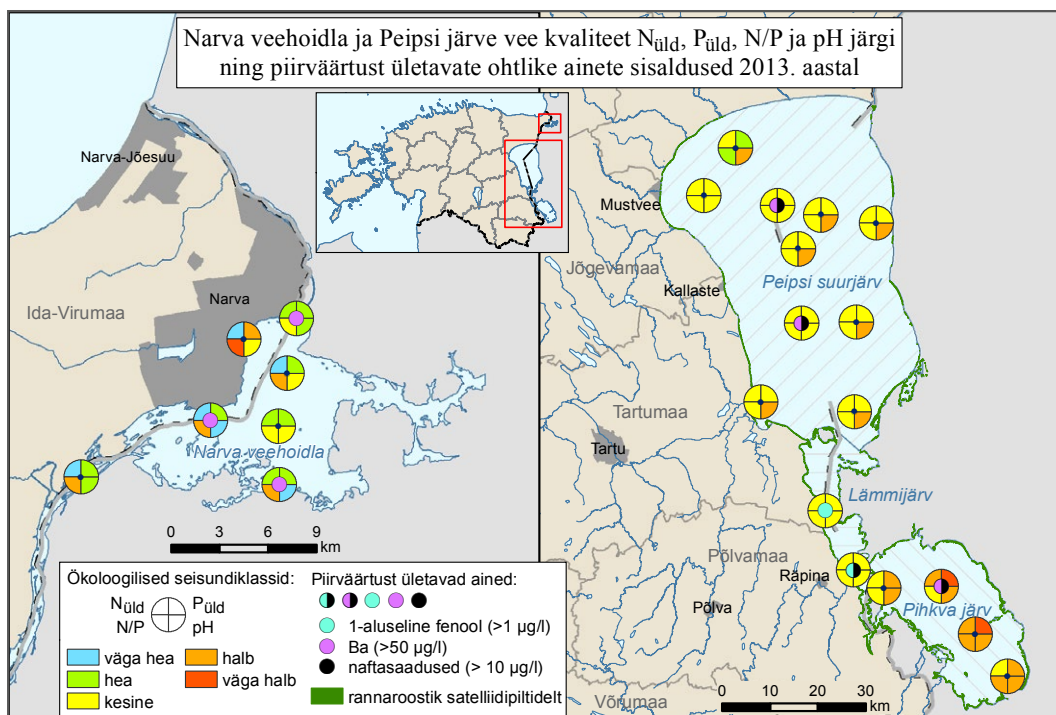 Narva veehoidla ja Peipsi järve vee kvaliteet Nüld, Püld, N/P ja pH järgi
ning piirväärtust ületavate ohtlike ainete sisaldused 2013. aastal
Narva-Jõesuu
Narva
Ida-Virumaa
Narva veehoidla
0 3 6 9
km
Mustvee
Jõgevamaa
Kallaste
Peipsi suurjärv
Tartumaa
Tartu
Lämmijärv
Põlvamaa
Räpina
Põlva
Pihkva järv
Võrumaa
0 10 20 30
km
Ökoloogilised seisundiklassid:
Nüld Püld
N/P pH
väga hea
halb
hea
väga halb
kesine
Piirväärtust ületavad ained:
1-aluseline fenool (>1 µg/l)
Ba (>50 µg/l)
naftasaadused (> 10 µg/l)
rannaroostik satelliidipiltidelt